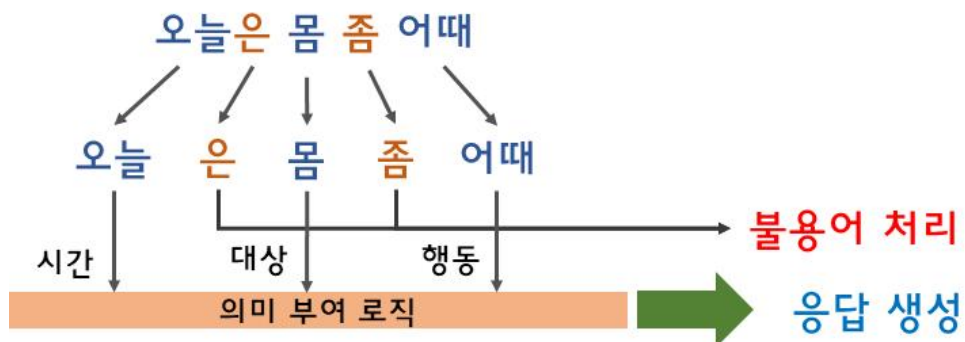 오늘은 몸 좀 어때
오늘 은 몸 좀 어때
불용어 처리
시간 대상 행동
의미 부여 로직
응답 생성